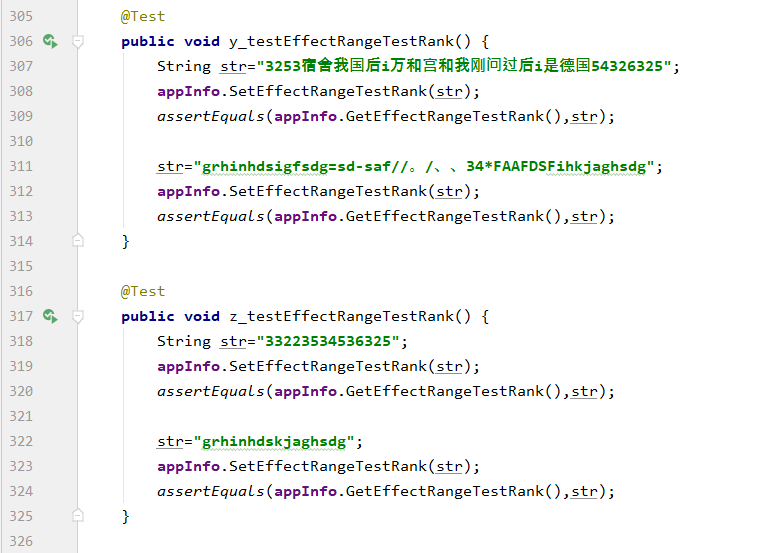 305 @Test
306 public void y_testEffectRangeTestRank() {
307 String str="3253宿舍我国后i万和宫和我刚问过后i是德国54326325";
308 appInfo.SetEffectRangeTestRank(str);
309 assertEquals(appInfo.GetEffectRangeTestRank(),str);
310
311 str="grhinhdsigfsdg=sd-saf//。/、、34*FAAFDSFihkjaghsdg";
312 appInfo.SetEffectRangeTestRank(str);
313 assertEquals(appInfo.GetEffectRangeTestRank(),str);
314 }
315
316 @Test
317 public void z_testEffectRangeTestRank() {
318 String str="33223534536325";
319 appInfo.SetEffectRangeTestRank(str);
320 assertEquals(appInfo.GetEffectRangeTestRank(),str);
321
322 str="grhinhdskjaghsdg";
323 appInfo.SetEffectRangeTestRank(str);
324 assertEquals(appInfo.GetEffectRangeTestRank(),str);
325 }
326